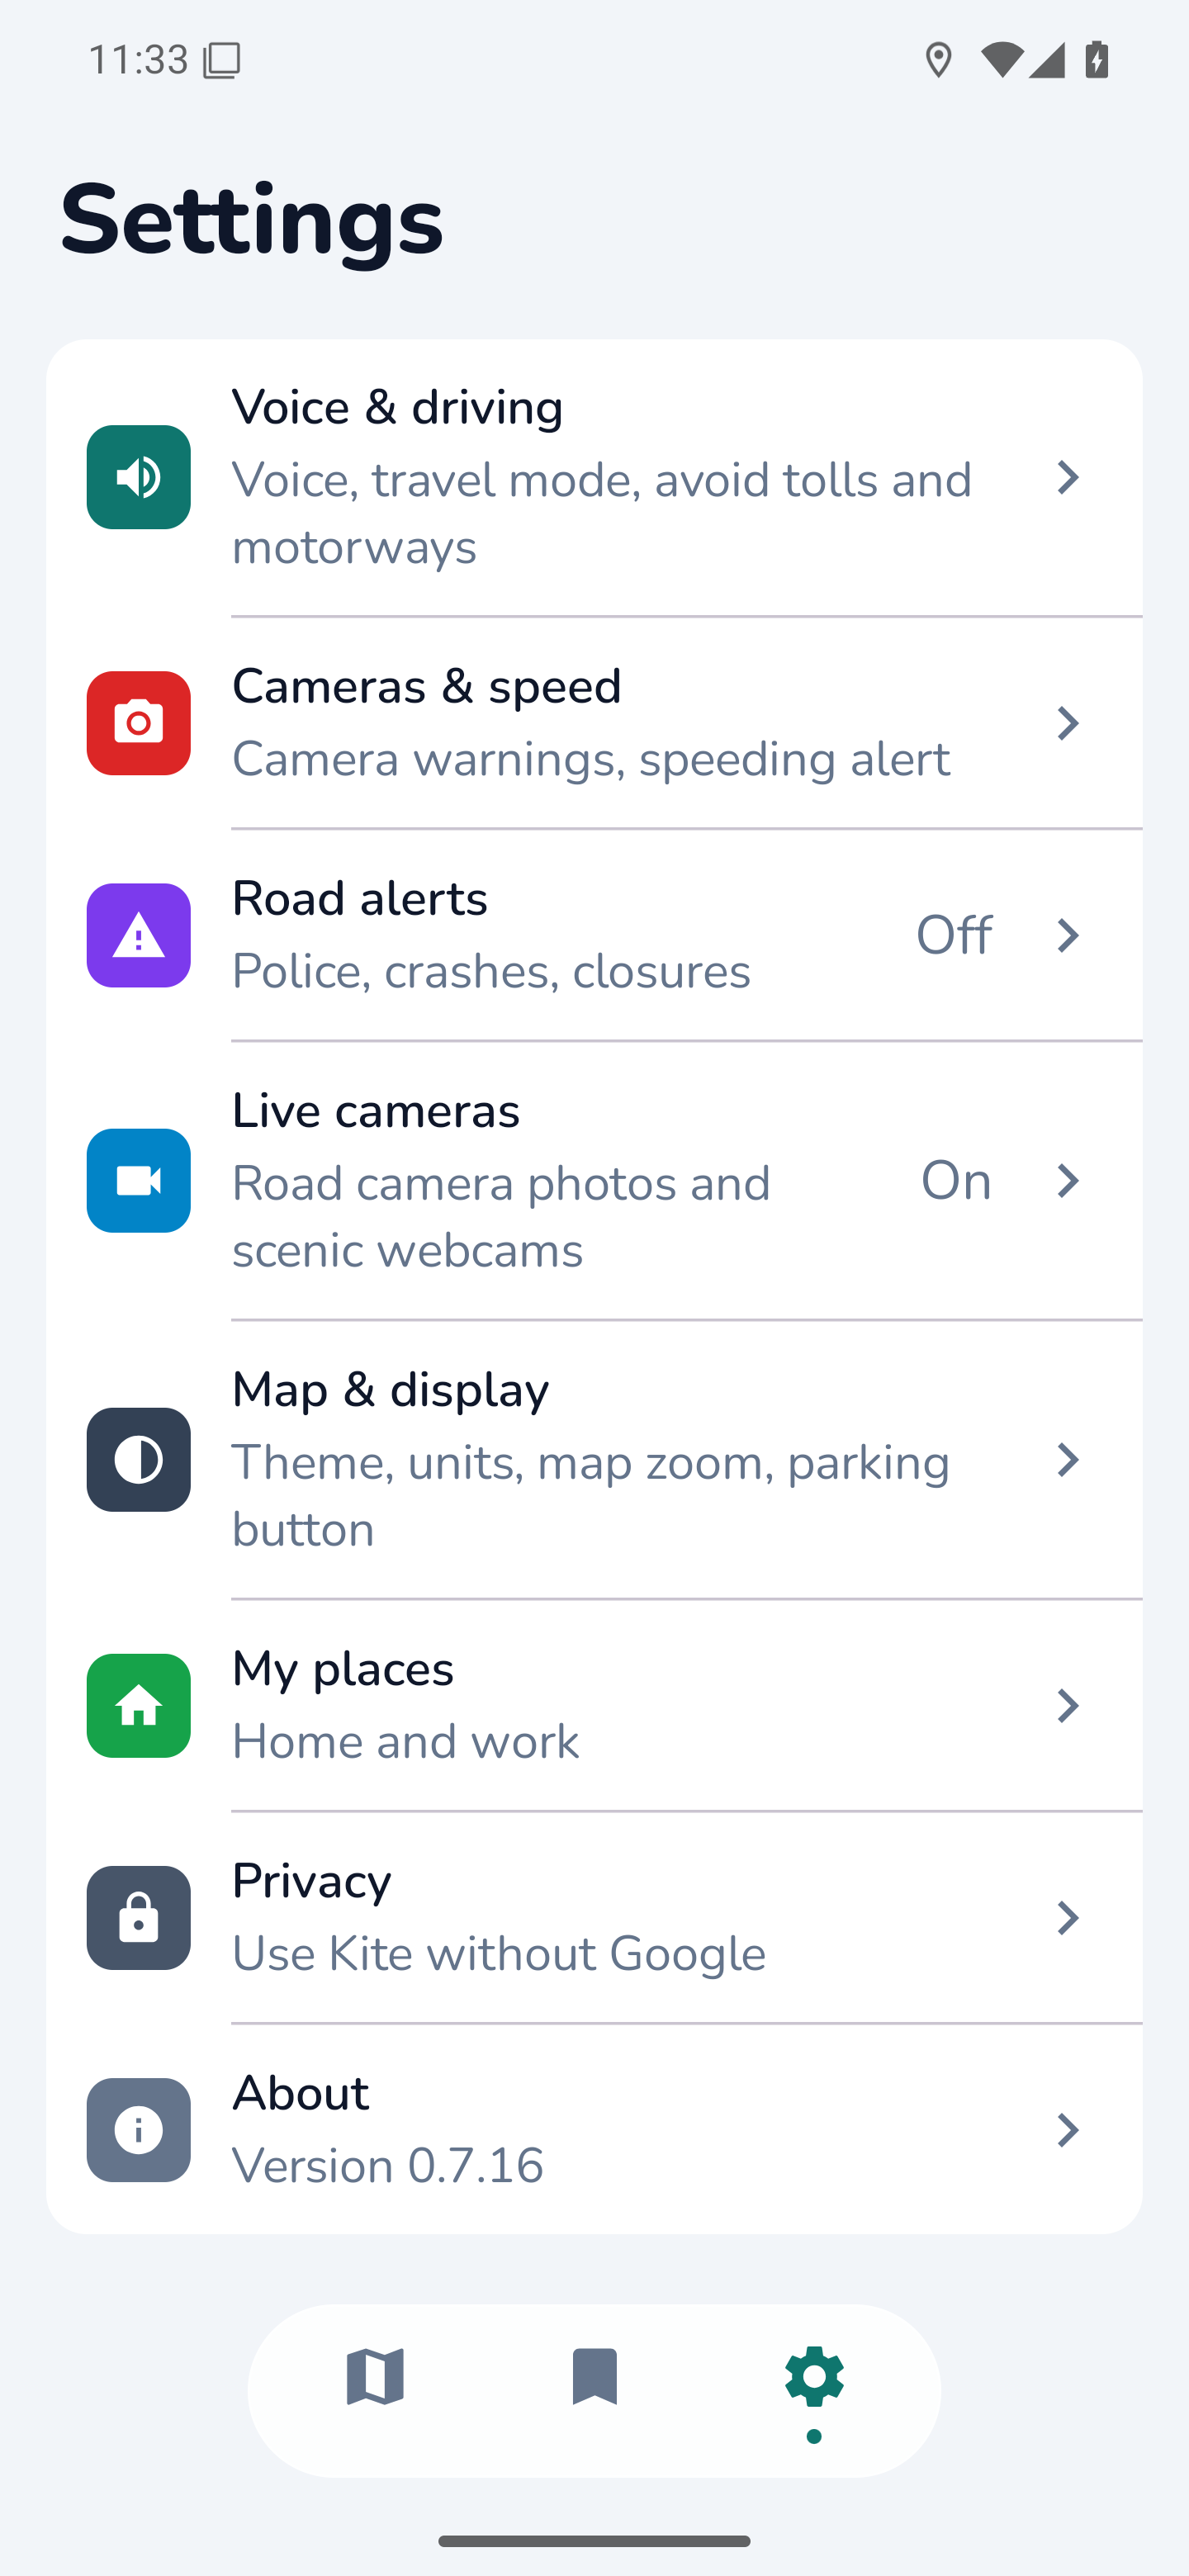 11:33
Settings
Voice & driving
Voice, travel mode, avoid tolls and
motorways
Cameras & speed
Camera warnings, speeding alert
Road alerts
Police, crashes, closures
Off
Live cameras
Road camera photos and
scenic webcams
On
Map & display
Theme, units, map zoom, parking
button
My places
Home and work
Privacy
Use Kite without Google
About
Version 0.7.16